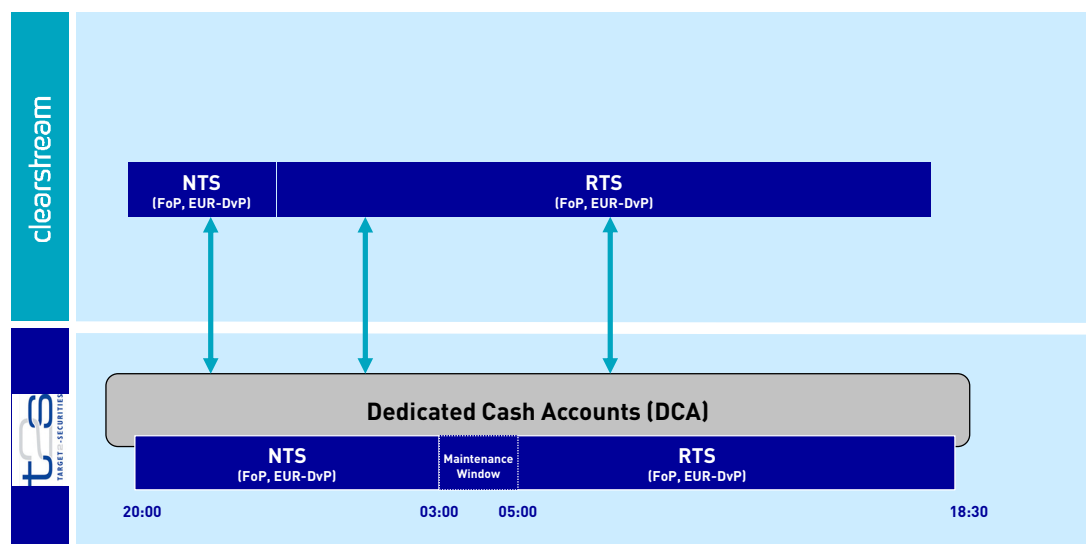 clearstream
NTS
(FoP, EUR-DvP)
RTS
(FoP, EUR-DvP)
t2s
TARGET2-SECURITIES
Dedicated Cash Accounts (DCA)
NTS
(FoP, EUR-DvP)
Maintenance
Window
RTS
(FoP, EUR-DvP)
20:00
03:00
05:00
18:30